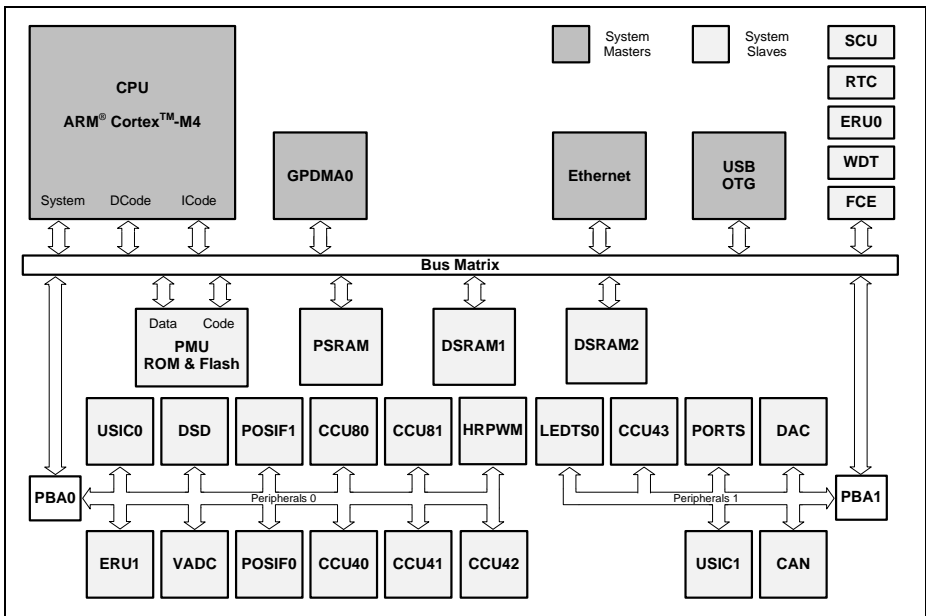 CPU
ARM® Cortex™-M4
System DCode ICode
GPDMA0
Ethernet
USB
OTG
System
Masters
System
Slaves
SCU
RTC
ERU0
WDT
FCE
Bus Matrix
Data Code
PMU
ROM & Flash
PSRAM
DSRAM1
DSRAM2
USIC0
DSD
POSIF1
CCU80
CCU81
HRPWM
LEDTS0
CCU43
PORTS
DAC
PBA0
Peripherals 0
Peripherals 1
PBA1
ERU1
VADC
POSIF0
CCU40
CCU41
CCU42
USIC1
CAN